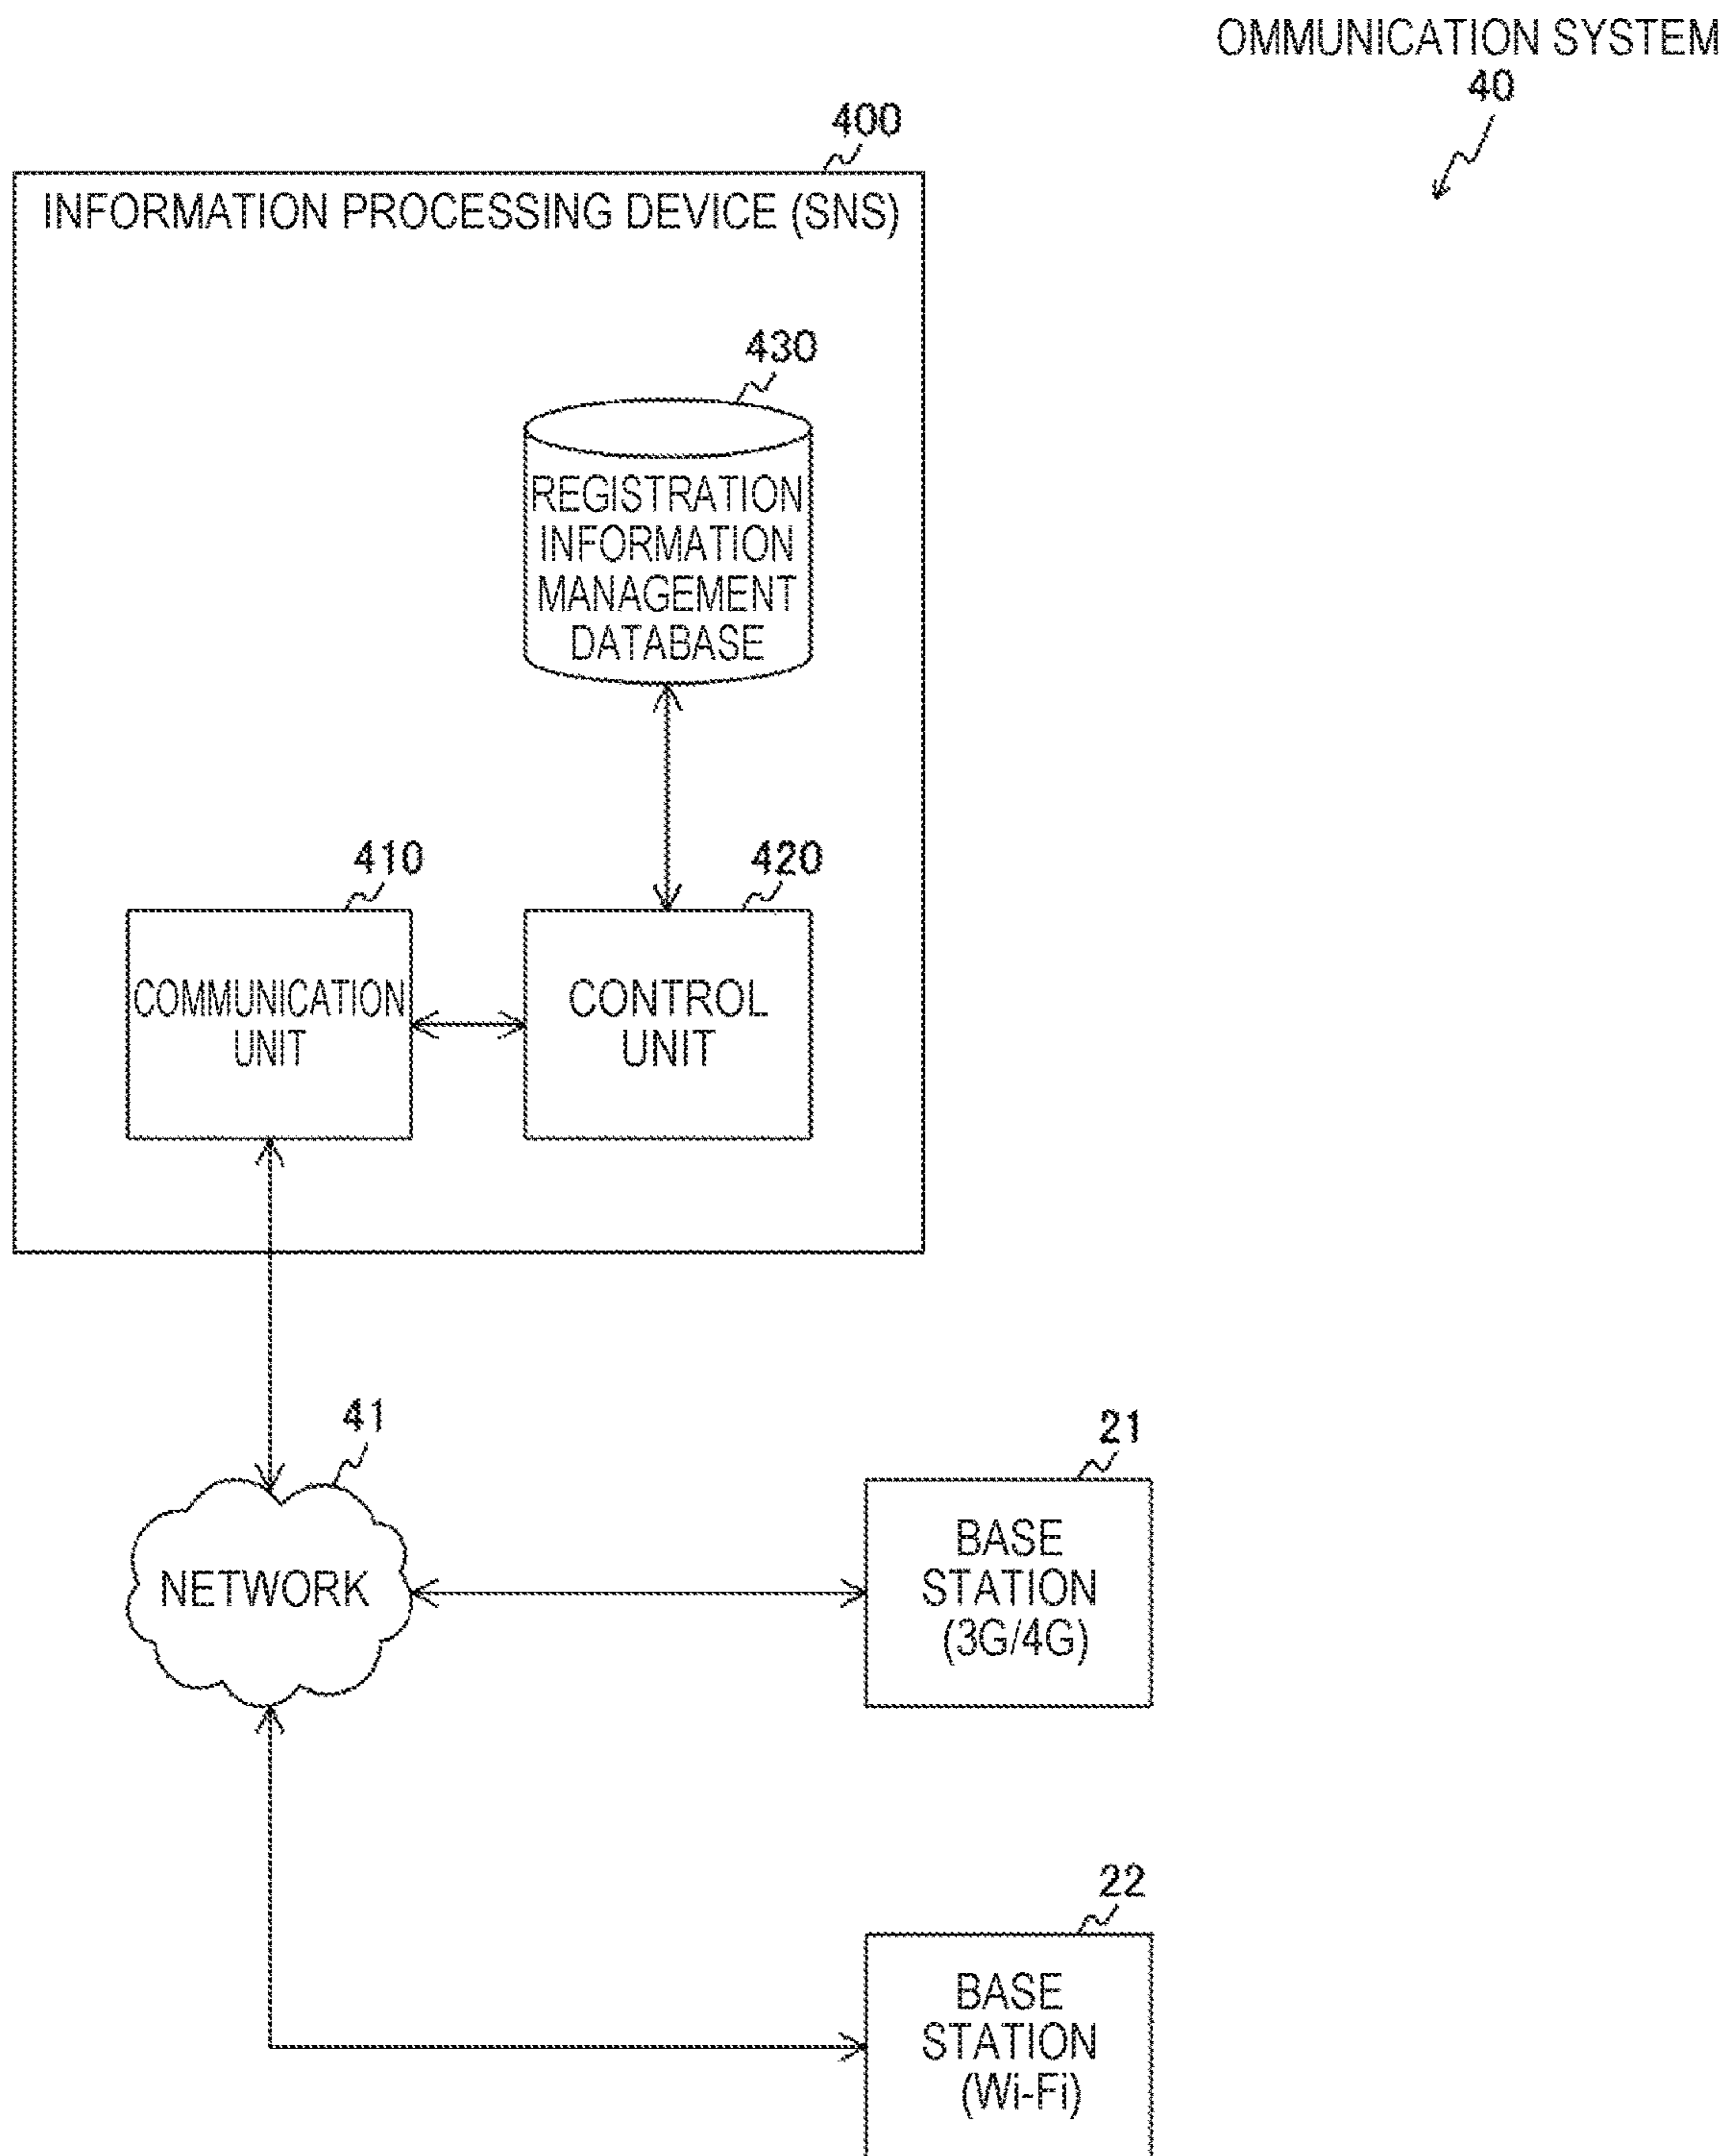 OMMUNICATION SYSTEM
40
400
INFORMATION PROCESSING DEVICE (SNS)
430
REGISTRATION
INFORMATION
MANAGEMENT
DATABASE
410
420
COMMUNICATION
UNIT
CONTROL
UNIT
41
NETWORK
21
BASE
STATION
(3G/4G)
22
BASE
STATION
(Wi-Fi)